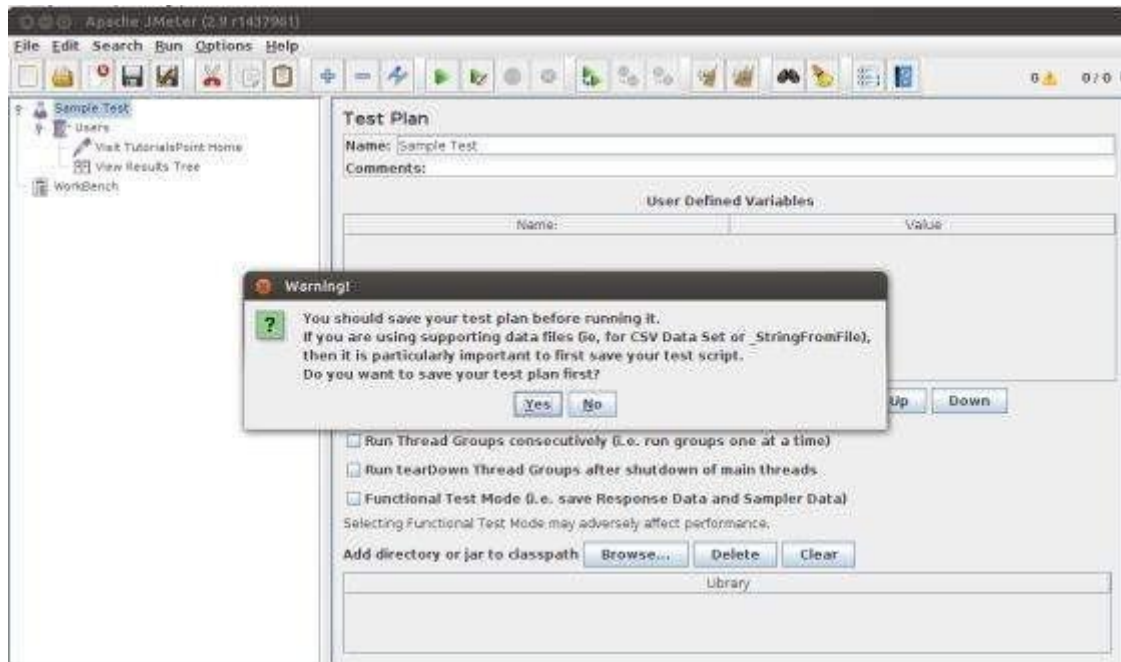 Apache JMeter (2.9 r1437961)
File Edit Search Run Options Help
0 0/0
Sample Test
Users
Visit TutorialsPoint Home
View Results Tree
WorkBench
Test Plan
Name: Sample Test
Comments:
User Defined Variables
Name: Value
Warning!
You should save your test plan before running it.
If you are using supporting data files (ie, for CSV Data Set or _StringFromFile),
then it is particularly important to first save your test script.
Do you want to save your test plan first?
Yes No
Up Down
Run Thread Groups consecutively (i.e. run groups one at a time)
Run tearDown Thread Groups after shutdown of main threads
Functional Test Mode (i.e. save Response Data and Sampler Data)
Selecting Functional Test Mode may adversely affect performance.
Add directory or jar to classpath Browse... Delete Clear
Library